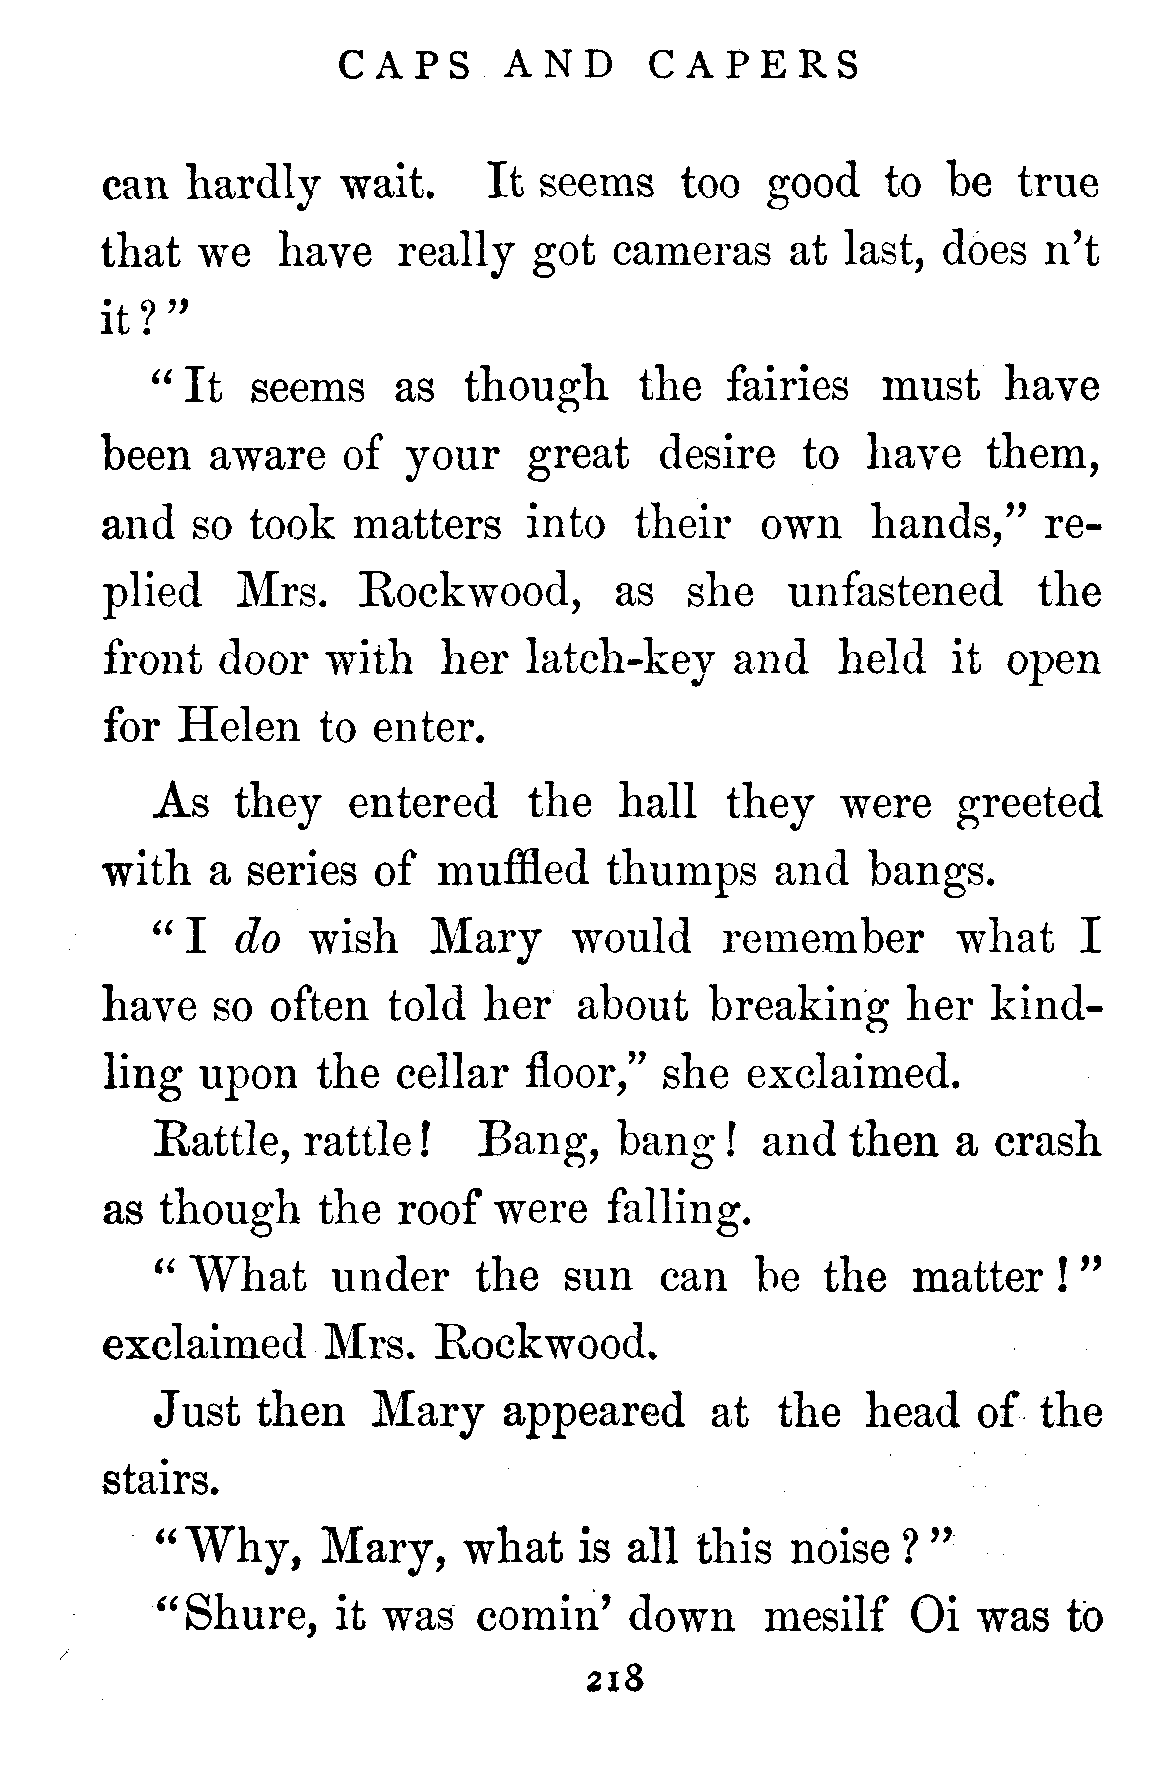 CAPS AND CAPERS
can hardly wait. It seems too good to be true
that we have really got cameras at last, does n't
it?"
"It seems as though the fairies must have
been aware of your great desire to have them,
and so took matters into their own hands," re-
plied Mrs. Rockwood, as she unfastened the
front door with her latch-key and held it open
for Helen to enter.
As they entered the hall they were greeted
with a series of muffled thumps and bangs.
"I do wish Mary would remember what I
have so often told her about breaking her kind-
ling upon the cellar floor," she exclaimed.
Rattle, rattle! Bang, bang! and then a crash
as though the roof were falling.
"What under the sun can be the matter!"
exclaimed Mrs. Rockwood.
Just then Mary appeared at the head of the
stairs.
"Why, Mary, what is all this noise?"
"Shure, it was comin' down mesilf Oi was to
218